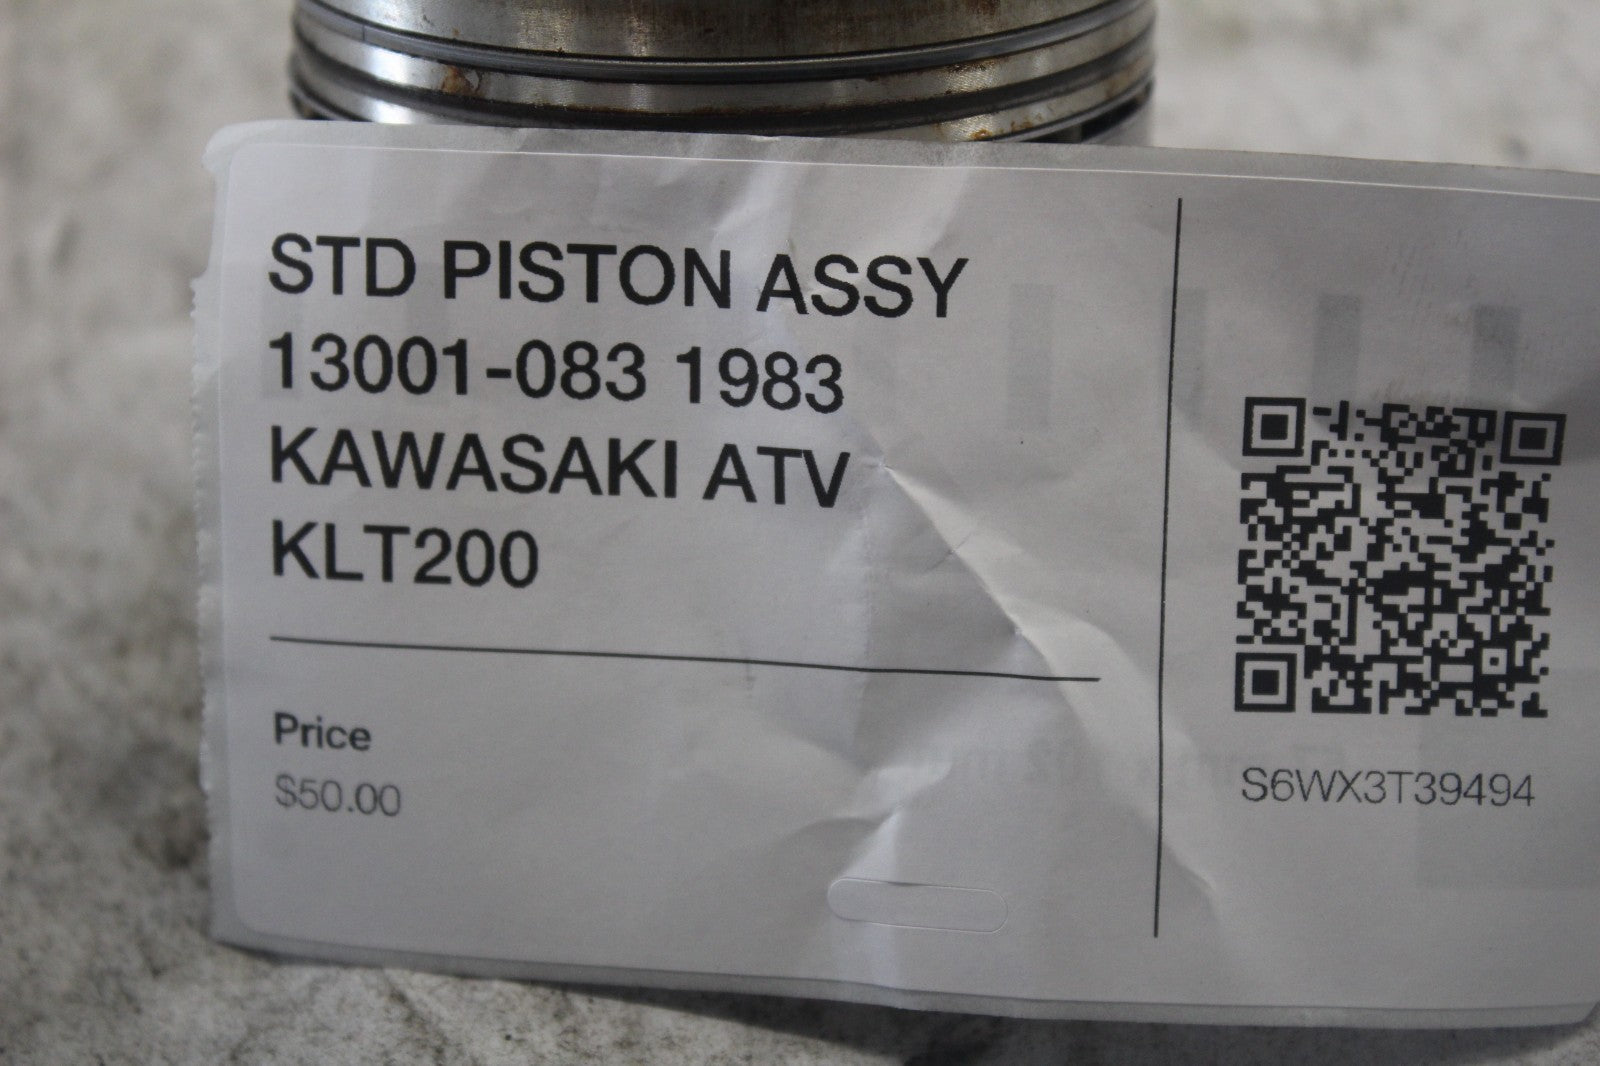 STD PISTON ASSY
13001-083 1983
KAWASAKI ATV
KLT200
Price
$50.00
S6WX3T39494